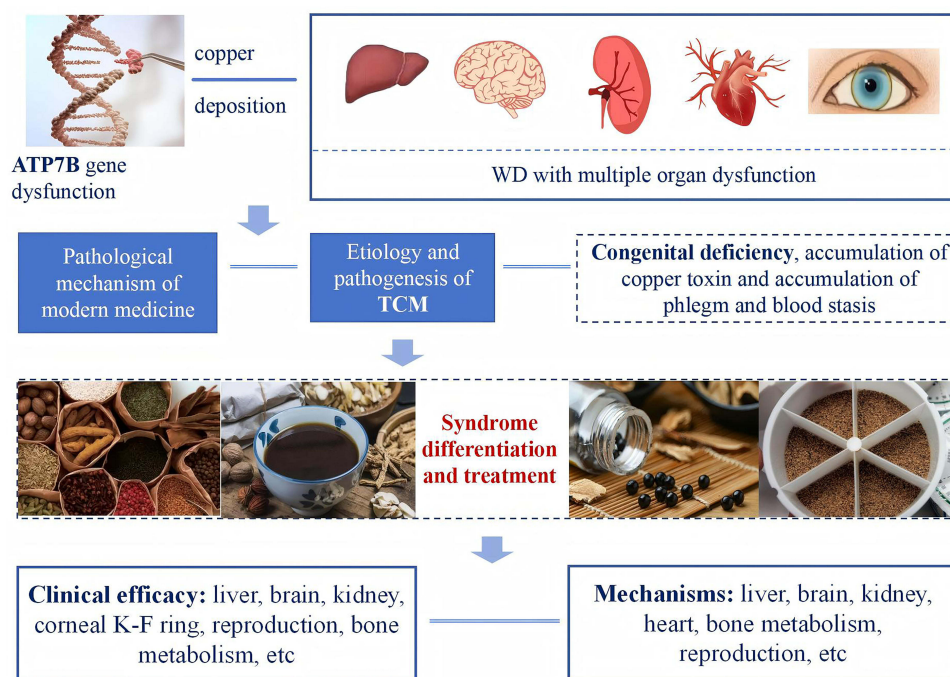 copper
deposition
ATP7B gene
dysfunction
WD with multiple organ dysfunction
Pathological
mechanism of
modern medicine
Etiology and
pathogenesis of
TCM
Congenital deficiency, accumulation of
copper toxin and accumulation of
phlegm and blood stasis
Syndrome
differentiation
and treatment
Clinical efficacy: liver, brain, kidney,
corneal K-F ring, reproduction, bone
metabolism, etc
Mechanisms: liver, brain, kidney,
heart, bone metabolism,
reproduction, etc